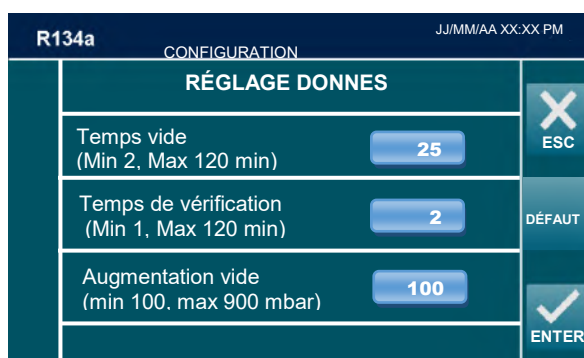 R134a
CONFIGURATION
JJ/MM/AA XX:XX PM
RÉGLAGE DONNES
Temps vide
(Min 2, Max 120 min)
25
Temps de vérification
(Min 1, Max 120 min)
2
Augmentation vide
(min 100, max 900 mbar)
100
ESC
DÉFAUT
ENTER